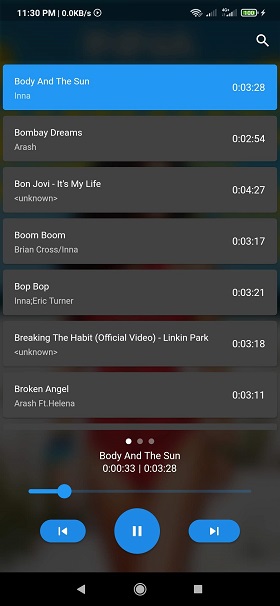 11:30 PM | 0.0KB/s
4G+
100
Body And The Sun
Inna
0:03:28
Bombay Dreams
Arash
0:02:54
Bon Jovi - It's My Life
<unknown>
0:04:27
Boom Boom
Brian Cross/Inna
0:03:17
Bop Bop
Inna;Eric Turner
0:03:21
Breaking The Habit (Official Video) - Linkin Park
<unknown>
0:03:18
Broken Angel
Arash Ft.Helena
0:03:11
Body And The Sun
0:00:33 | 0:03:28